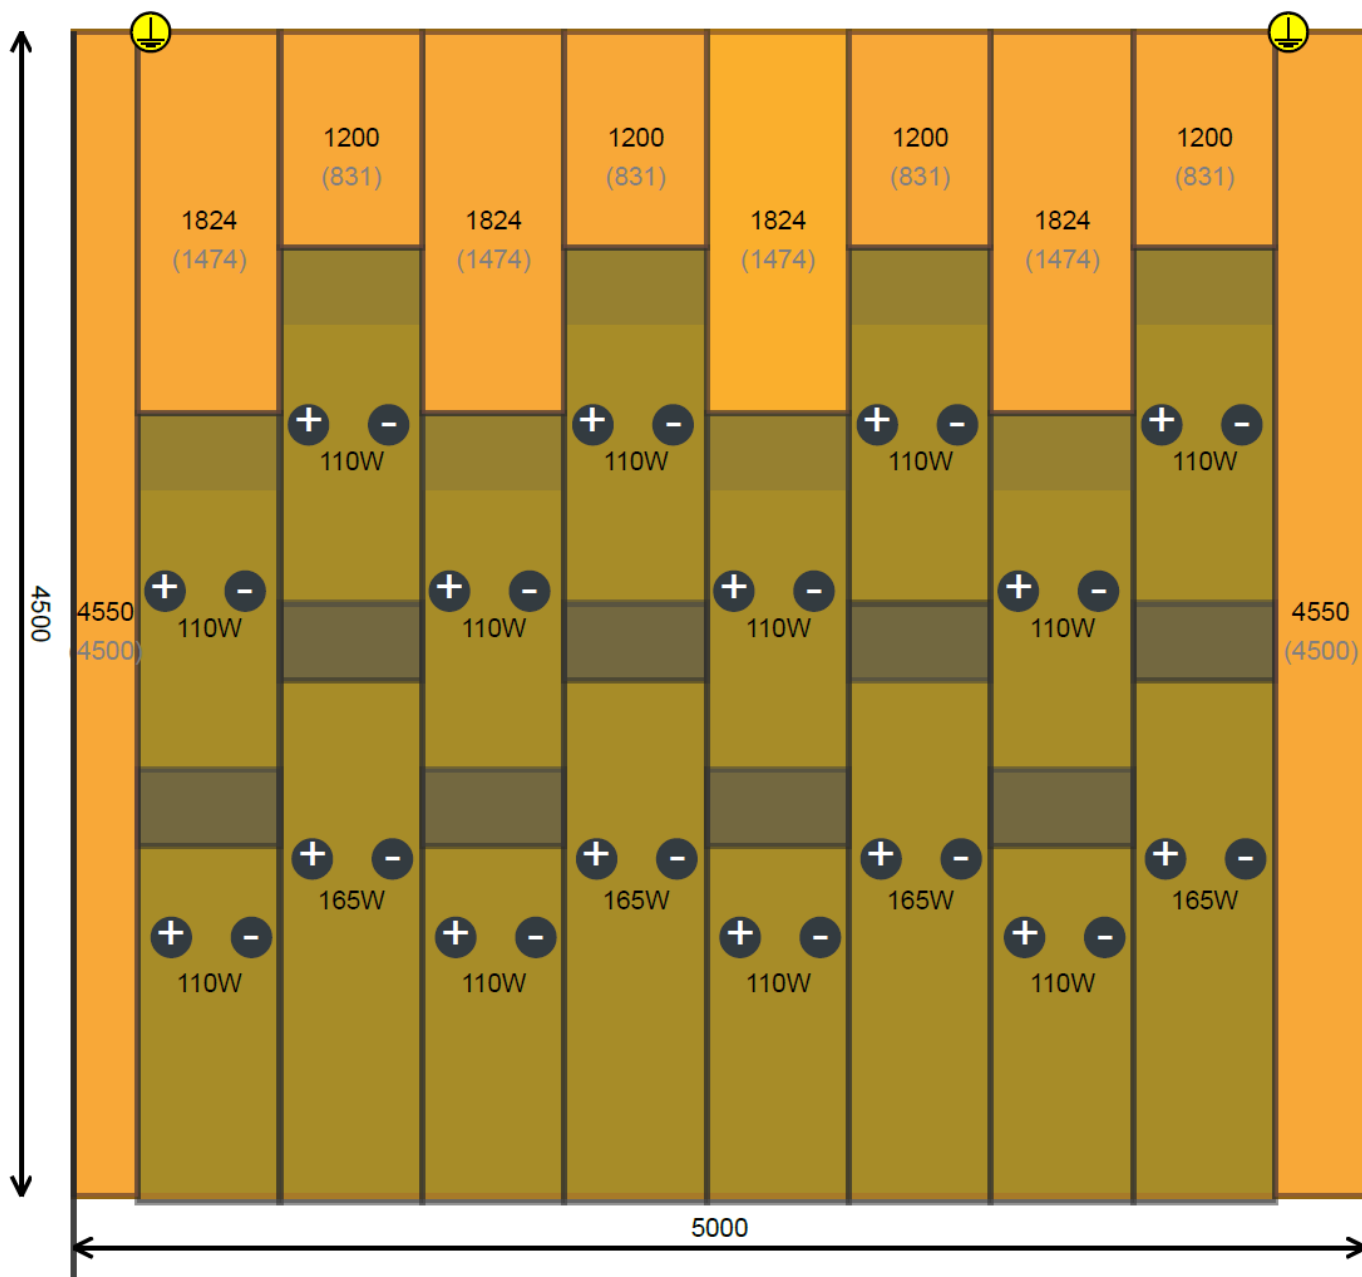 1200 1200 1200 1200
(831) (831) (831) (831)
1824 1824 1824 1824
(1474) (1474) (1474) (1474)
+ - + - + - + -
110W 110W 110W 110W
+ - + - + - + -
4500
4550 4550
110W 110W 110W 110W
(4500) (4500)
+ - + - + - + -
165W 165W 165W 165W
+ - + - + - + -
110W 110W 110W 110W
5000